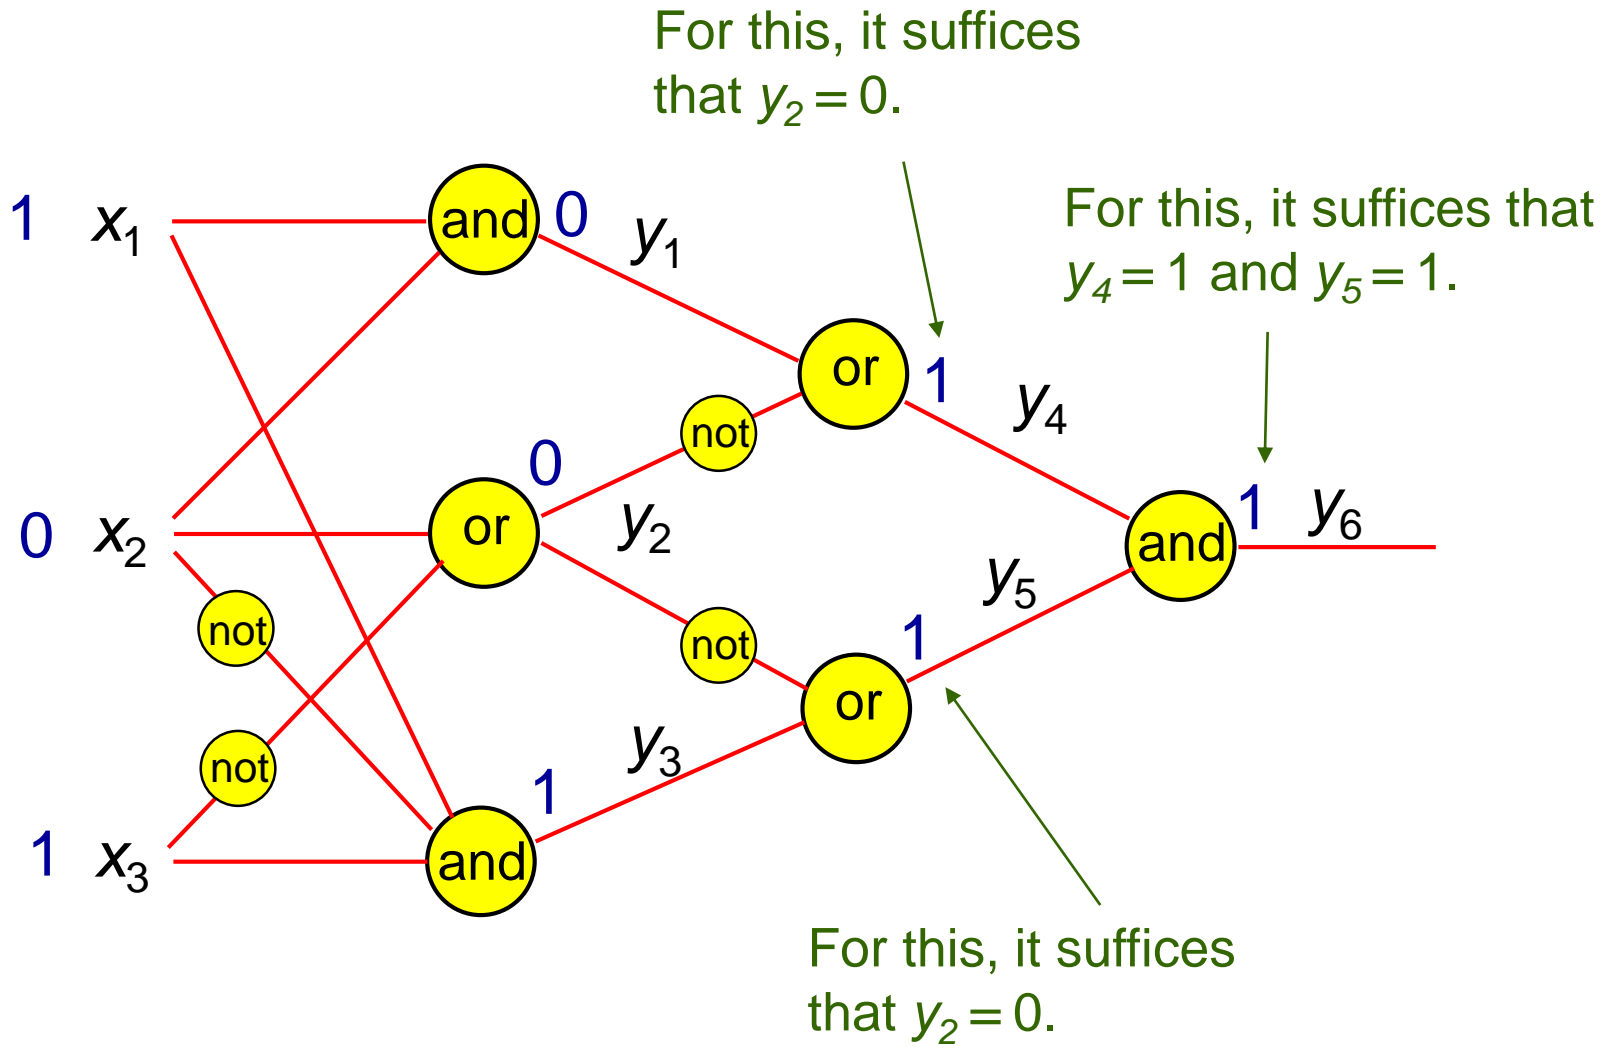 For this, it suffices
that y2 = 0.
For this, it suffices that
y4 = 1 and y5 = 1.
1 x1 and 0 y1
or 1 y4
not
0 x2 or 0 y2
and 1 y6
not
not
or 1 y5
not
1 x3 and 1 y3
For this, it suffices
that y2 = 0.